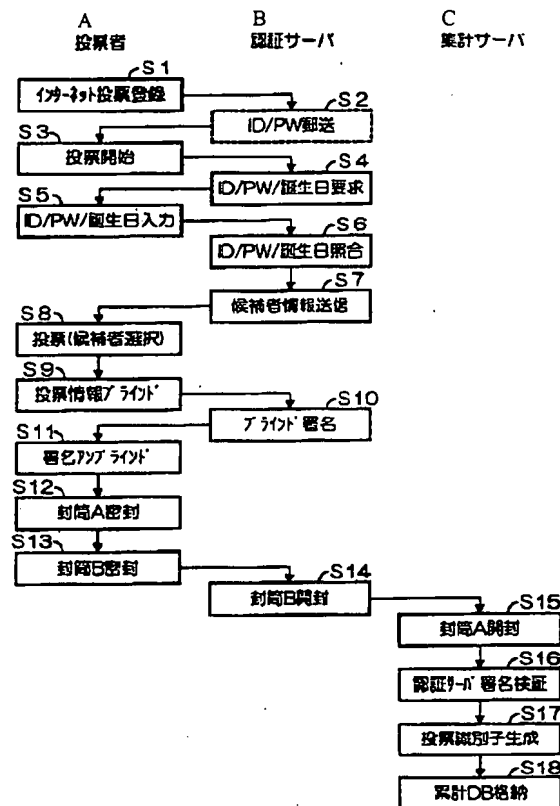 A B C
投票者 認証サーバ 集計サーバ
S1
インターネット投票登録
S2
ID/PW郵送
S3
投票開始
S4
ID/PW/誕生日要求
S5
ID/PW/誕生日入力
S6
ID/PW/誕生日照合
S7
候補者情報送信
S8
投票(候補者選択)
S9
投票情報ブラインド
S10
ブラインド署名
S11
署名アンブラインド
S12
封筒A密封
S13
封筒B密封
S14
封筒B開封
S15
封筒A開封
S16
認証サーバ署名検証
S17
投票識別子生成
S18
累計DB格納